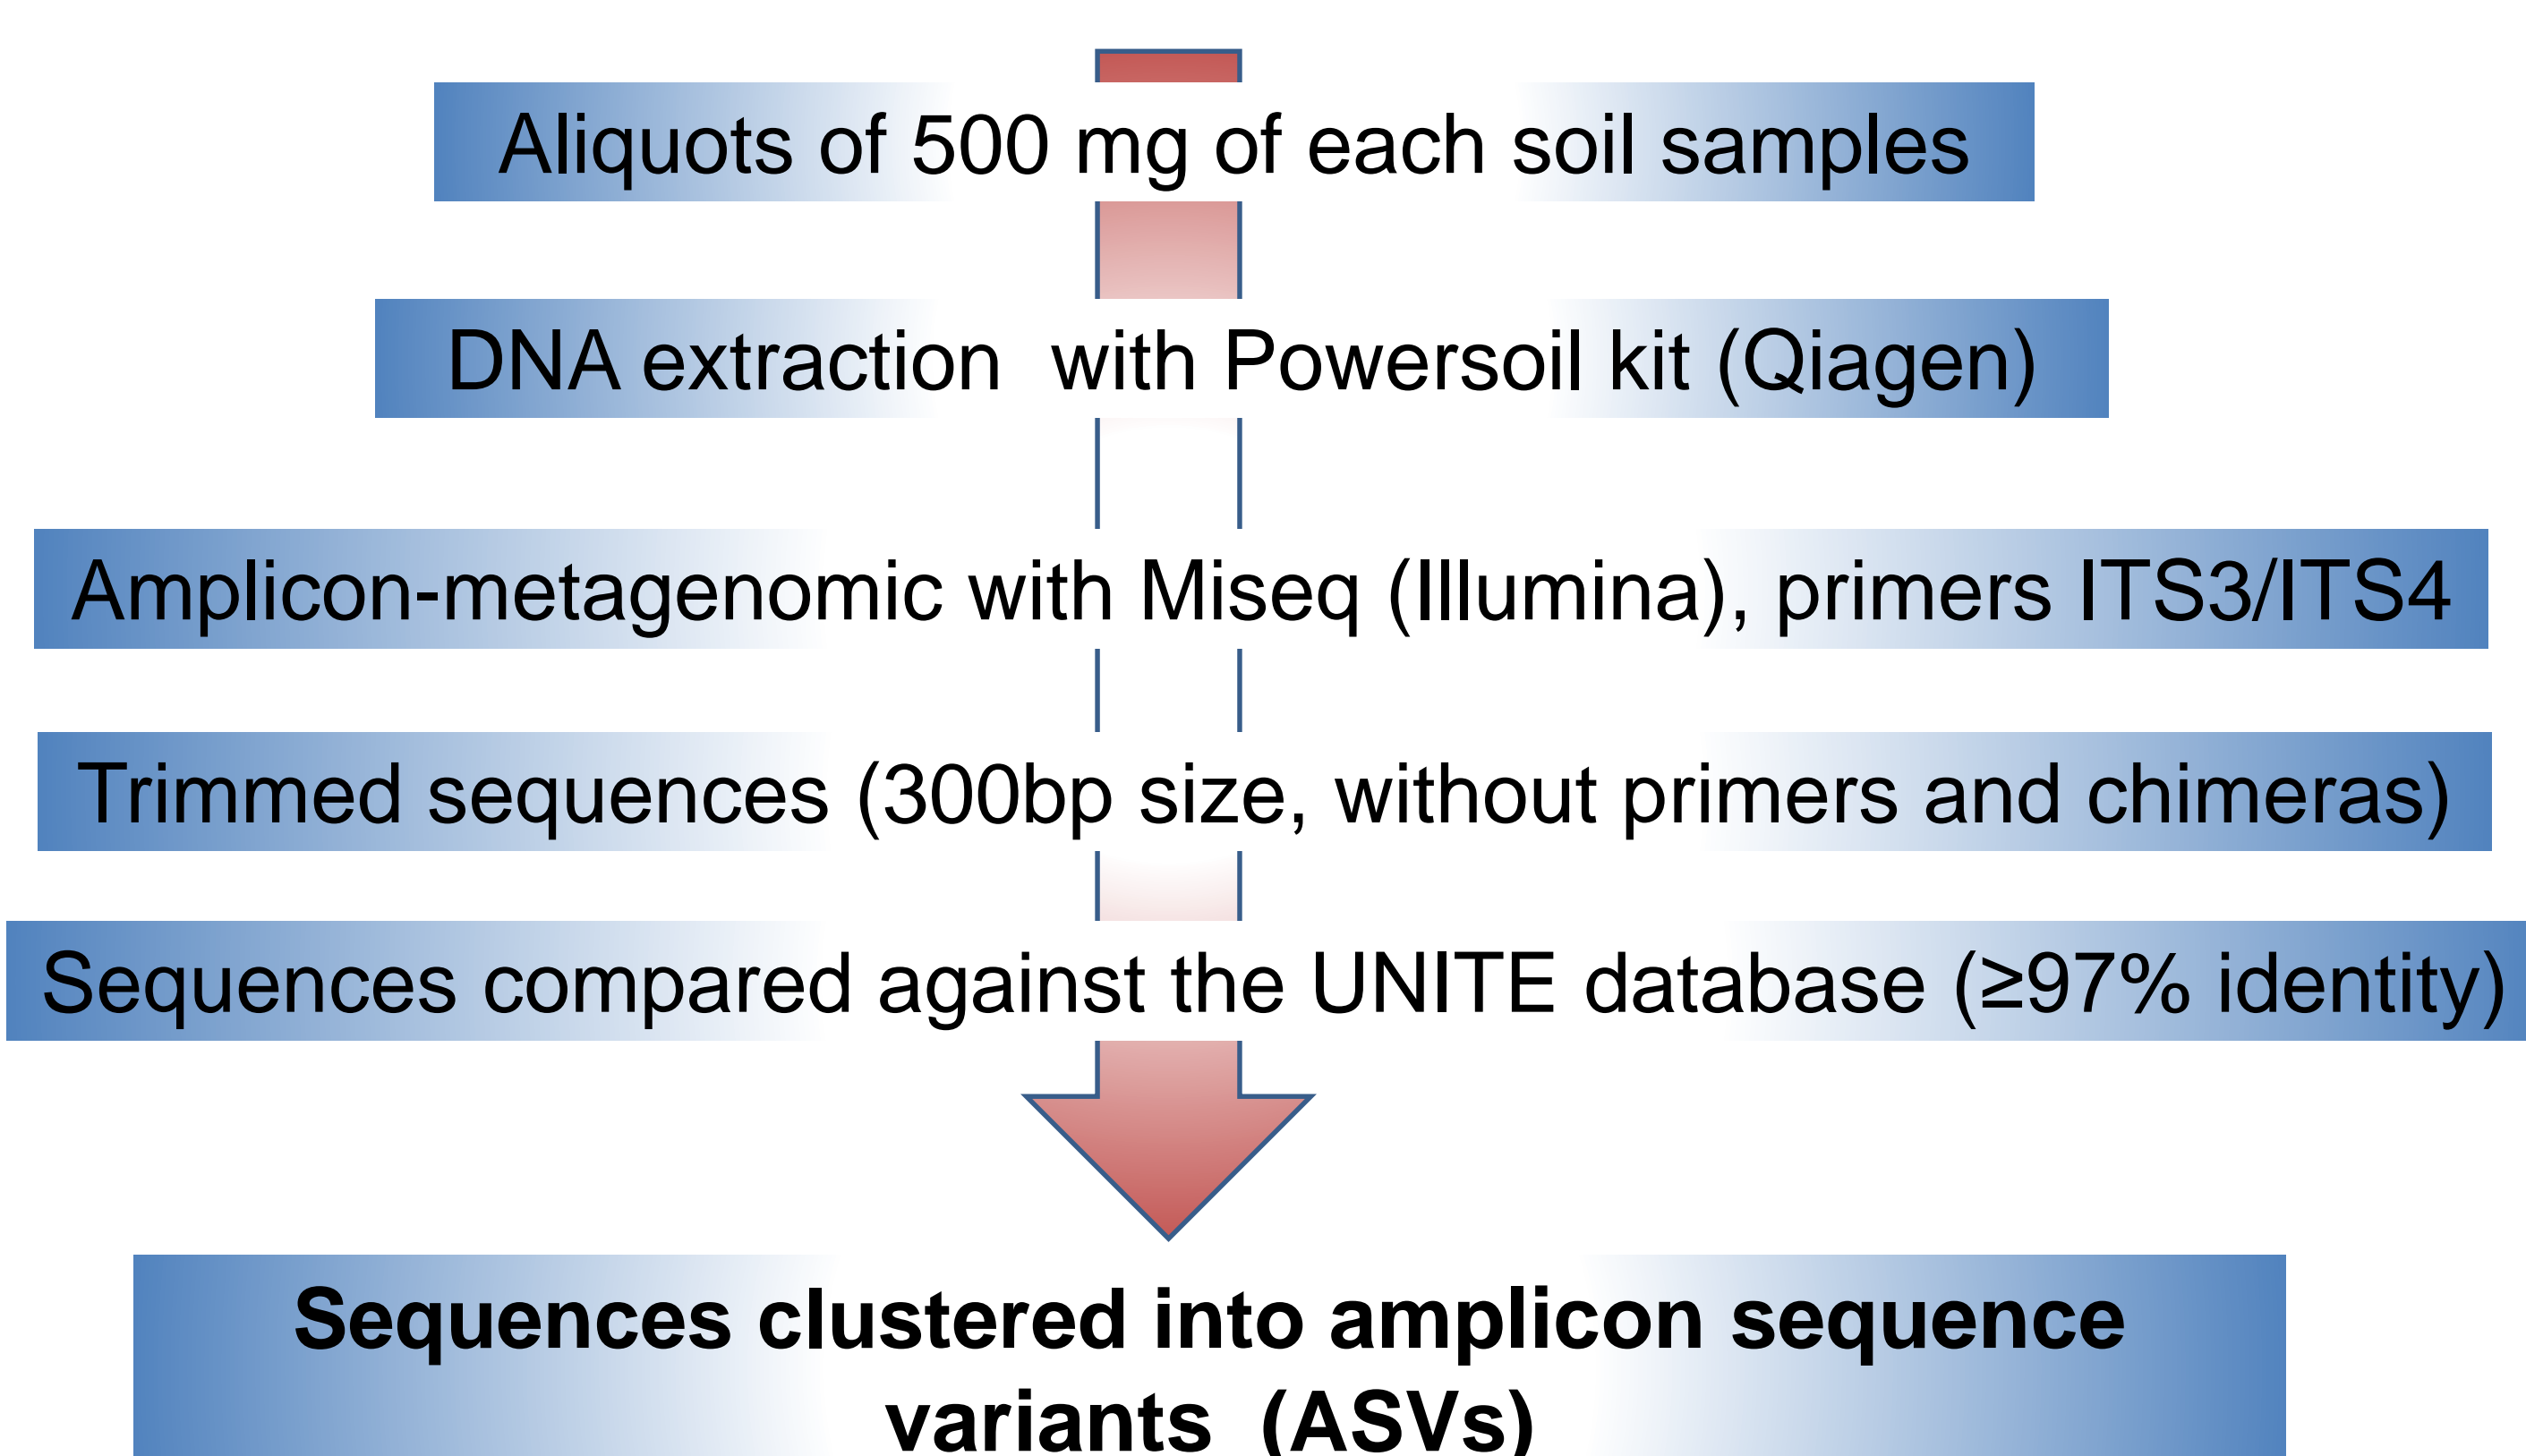 Aliquots of 500 mg of each soil samples
DNA extraction  with Powersoil kit (Qiagen)
Amplicon-metagenomic with Miseq (Illumina), primers ITS3/ITS4
Trimmed sequences (300bp size, without primers and chimeras)
Sequences compared against the UNITE database (≥97% identity)
Sequences clustered into amplicon sequence
variants  (ASVs)